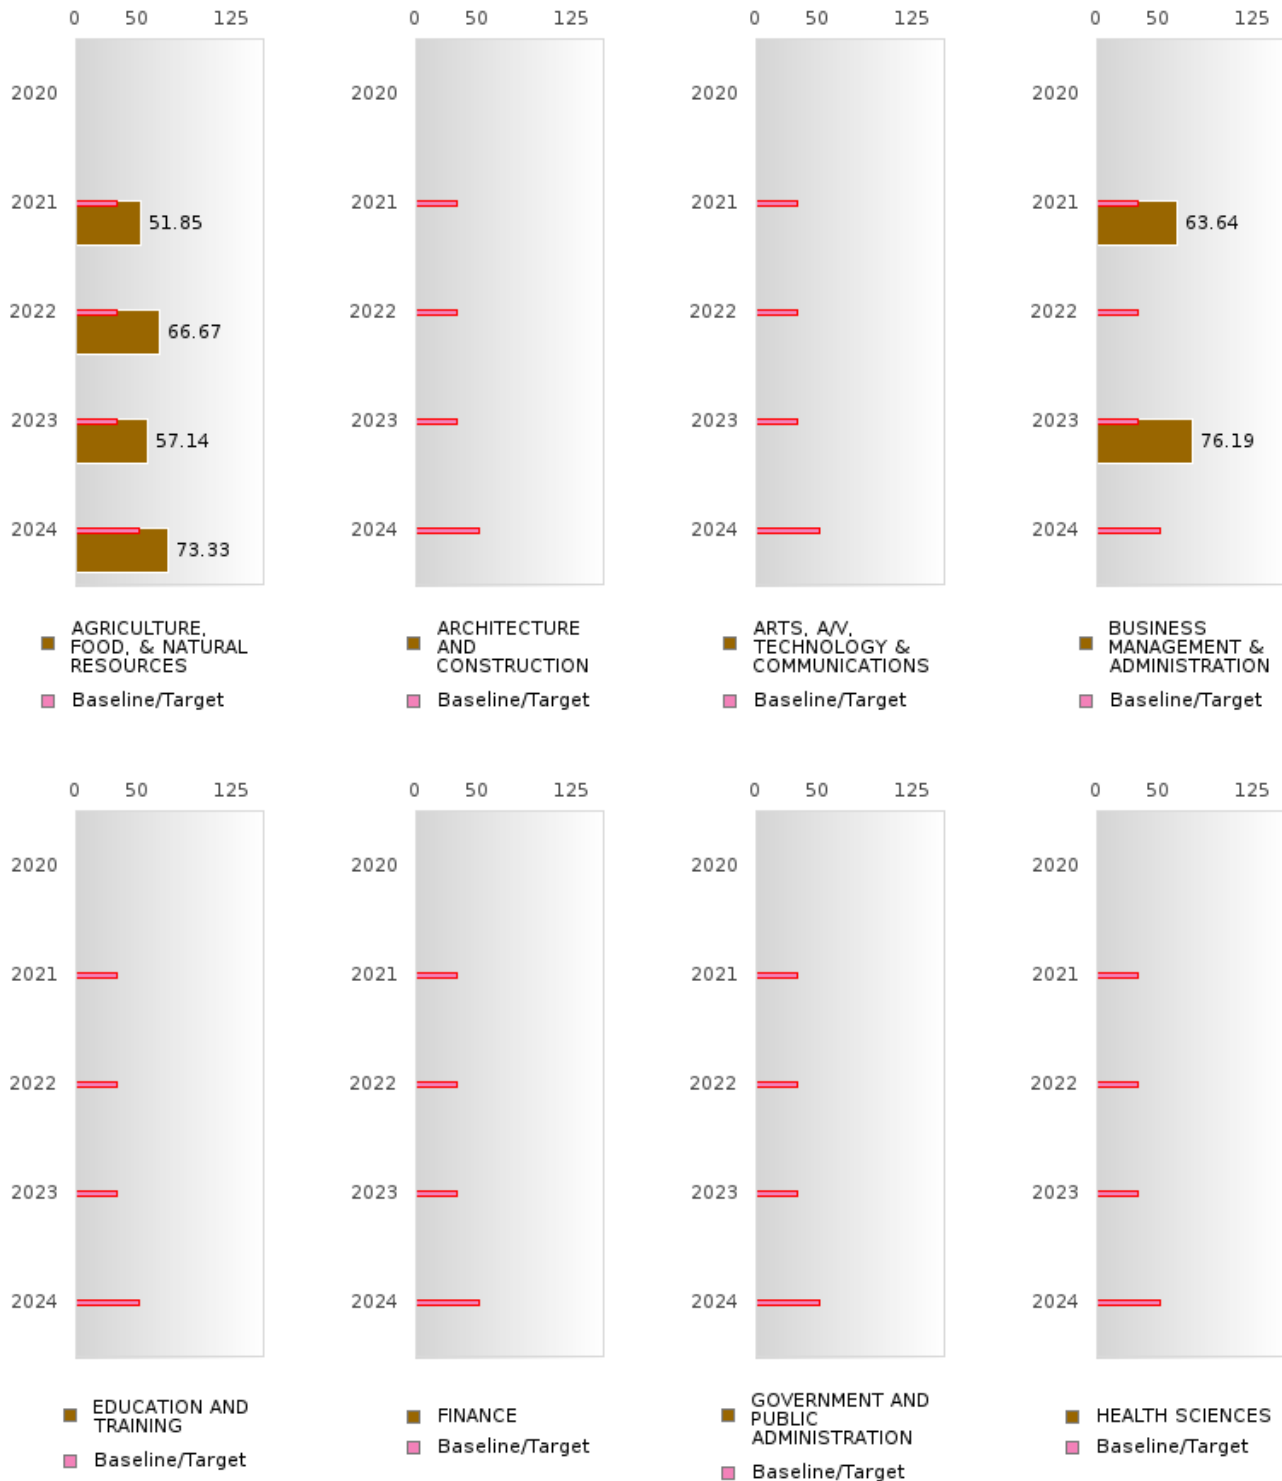 0 50 125 0 50 125 0 50 125 0 50 125
2020 2020 2020 2020
2021 51.85 2021 2021 2021 63.64
2022 66.67 2022 2022 2022
2023 57.14 2023 2023 2023 76.19
2024 73.33 2024 2024 2024
AGRICULTURE,
FOOD, & NATURAL
RESOURCES
Baseline/Target
ARCHITECTURE
AND
CONSTRUCTION
Baseline/Target
ARTS, A/V,
TECHNOLOGY &
COMMUNICATIONS
Baseline/Target
BUSINESS
MANAGEMENT &
ADMINISTRATION
Baseline/Target
0 50 125 0 50 125 0 50 125 0 50 125
2020 2020 2020 2020
2021 2021 2021 2021
2022 2022 2022 2022
2023 2023 2023 2023
2024 2024 2024 2024
EDUCATION AND
TRAINING
Baseline/Target
FINANCE
Baseline/Target
GOVERNMENT AND
PUBLIC
ADMINISTRATION
Baseline/Target
HEALTH SCIENCES
Baseline/Target